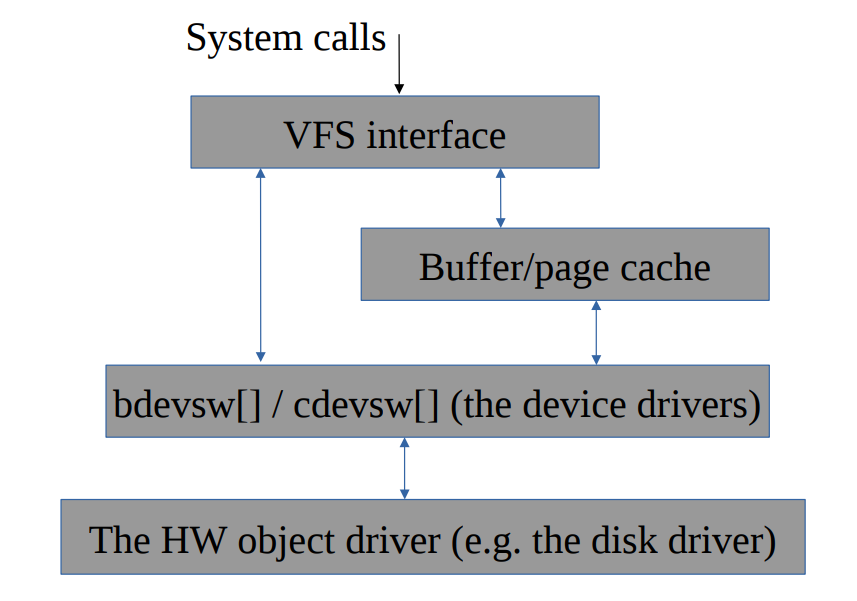 System calls
VFS interface
Buffer/page cache
bdevsw[] / cdevsw[] (the device drivers)
The HW object driver (e.g. the disk driver)